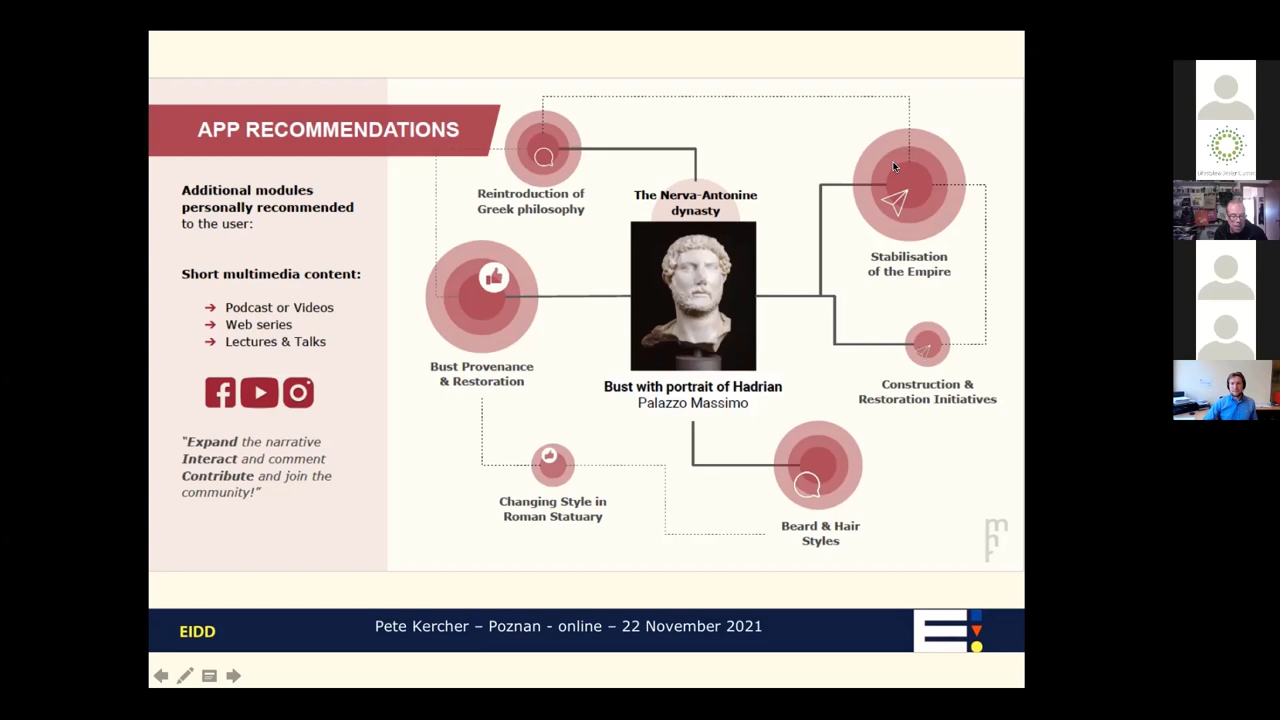 APP RECOMMENDATIONS
Additional modules
personally recommended
to the user:
Short multimedia content:
➔ Podcast or Videos
➔ Web series
➔ Lectures & Talks
“Expand the narrative
Interact and comment
Contribute and join the
community!”
Reintroduction of
Greek philosophy
The Nerva-Antonine
dynasty
Stabilisation
of the Empire
Bust Provenance
& Restoration
Bust with portrait of Hadrian
Palazzo Massimo
Construction &
Restoration Initiatives
Changing Style in
Roman Statuary
Beard & Hair
Styles
mnr
EIDD
Pete Kercher – Poznan - online – 22 November 2021